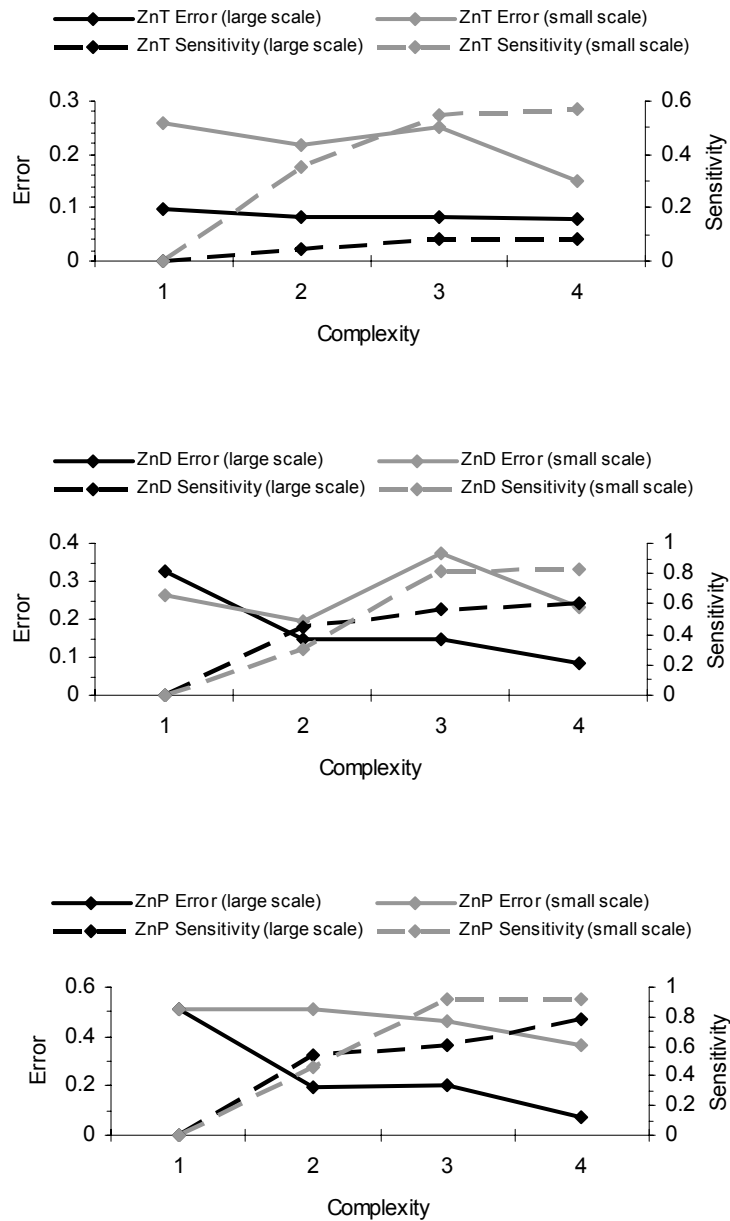 ZnT Error (large scale) ZnT Error (small scale)
ZnT Sensitivity (large scale) ZnT Sensitivity (small scale)
0.3 0.6
0.2 0.4
0.1 0.2
0 0
Error
Sensitivity
1 2 3 4
Complexity
ZnD Error (large scale) ZnD Error (small scale)
ZnD Sensitivity (large scale) ZnD Sensitivity (small scale)
0.4 1
0.3 0.8
0.2 0.6
0.1 0.4
0 0.2
0
Error
Sensitivity
1 2 3 4
Complexity
ZnP Error (large scale) ZnP Error (small scale)
ZnP Sensitivity (large scale) ZnP Sensitivity (small scale)
0.6 1
0.4 0.8
0.2 0.6
0 0.4
0.2
0
Error
Sensitivity
1 2 3 4
Complexity